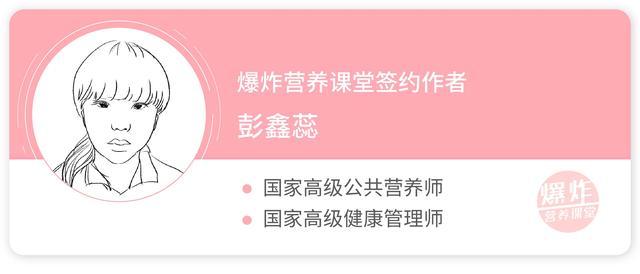 爆炸营养课堂签约作者
彭鑫蕊
国家高级公共营养师
国家高级健康管理师
爆炸
营养课堂